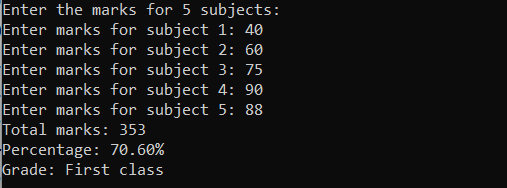 Enter the marks for 5 subjects:
Enter marks for subject 1: 40
Enter marks for subject 2: 60
Enter marks for subject 3: 75
Enter marks for subject 4: 90
Enter marks for subject 5: 88
Total marks: 353
Percentage: 70.60%
Grade: First class